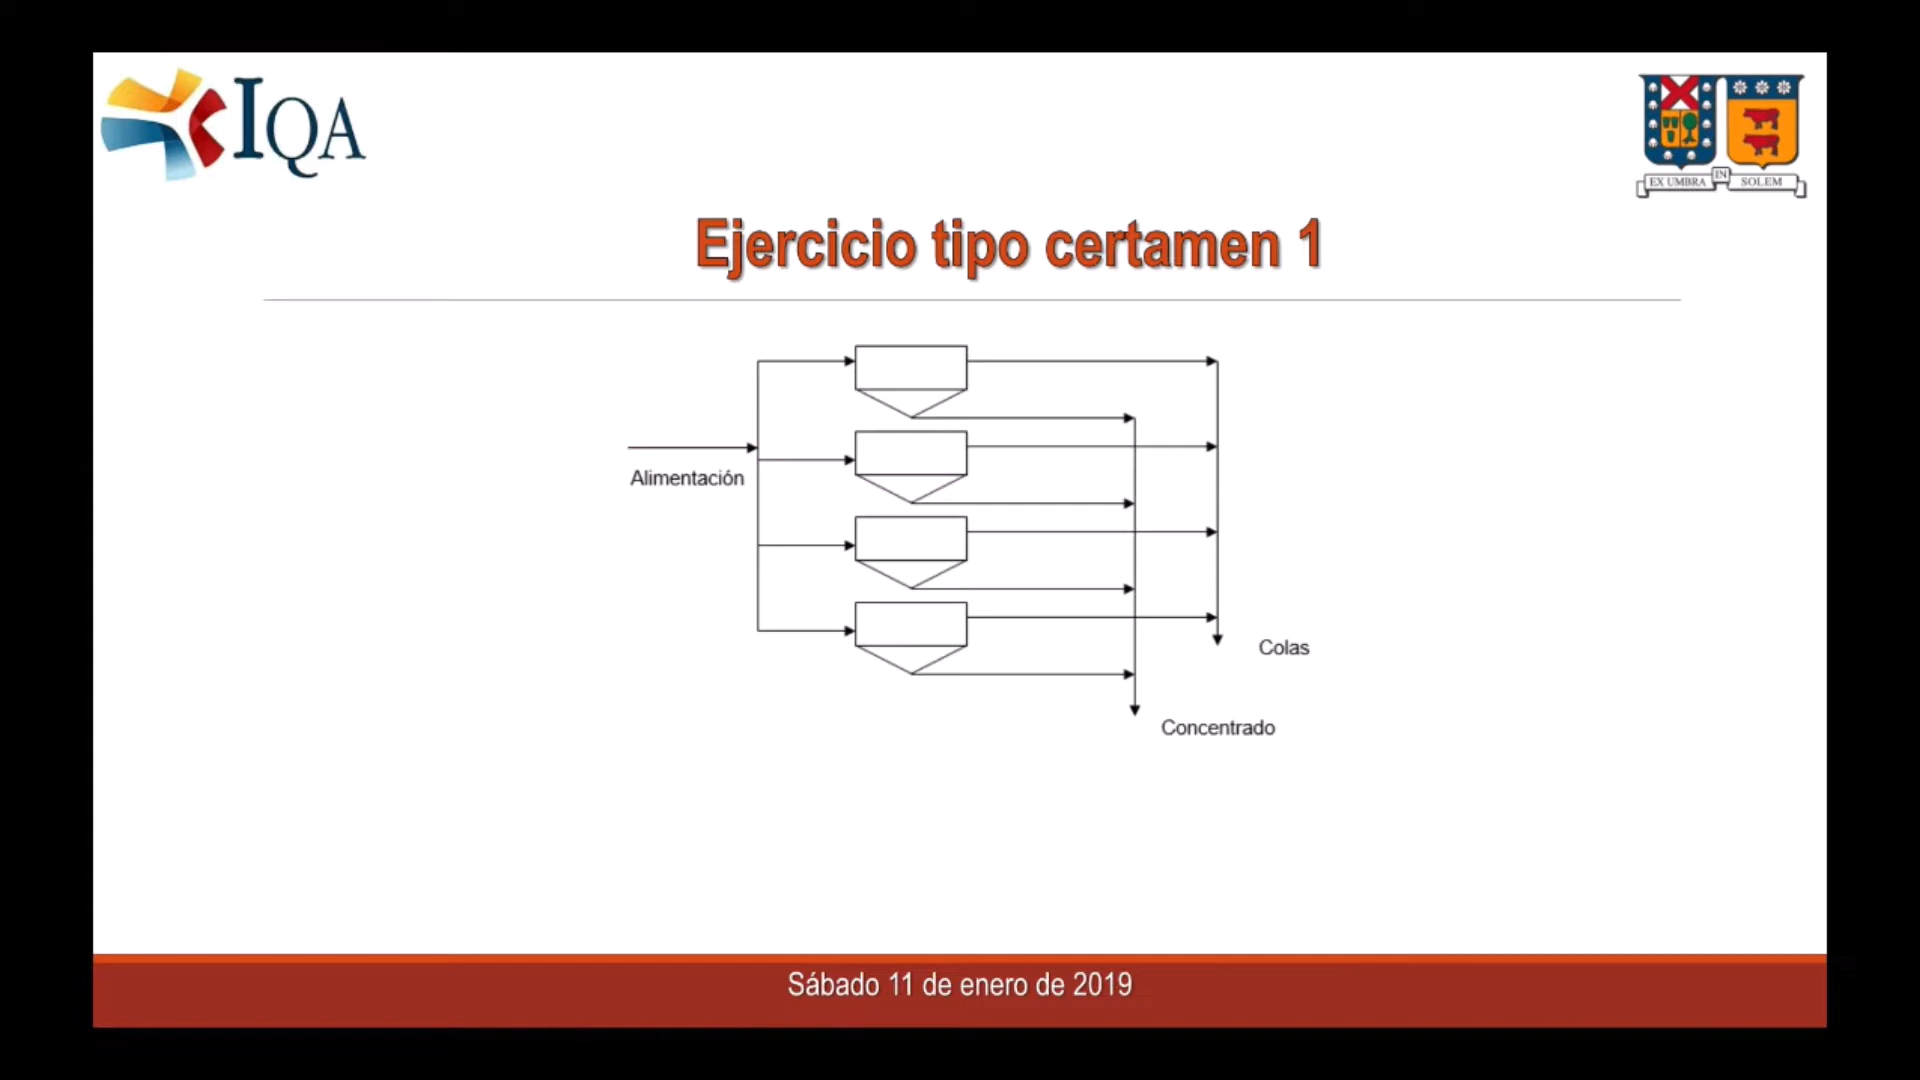 IQA
EX UMBRA IN SOLEM
Ejercicio tipo certamen 1
Alimentación
Colas
Concentrado
Sábado 11 de enero de 2019